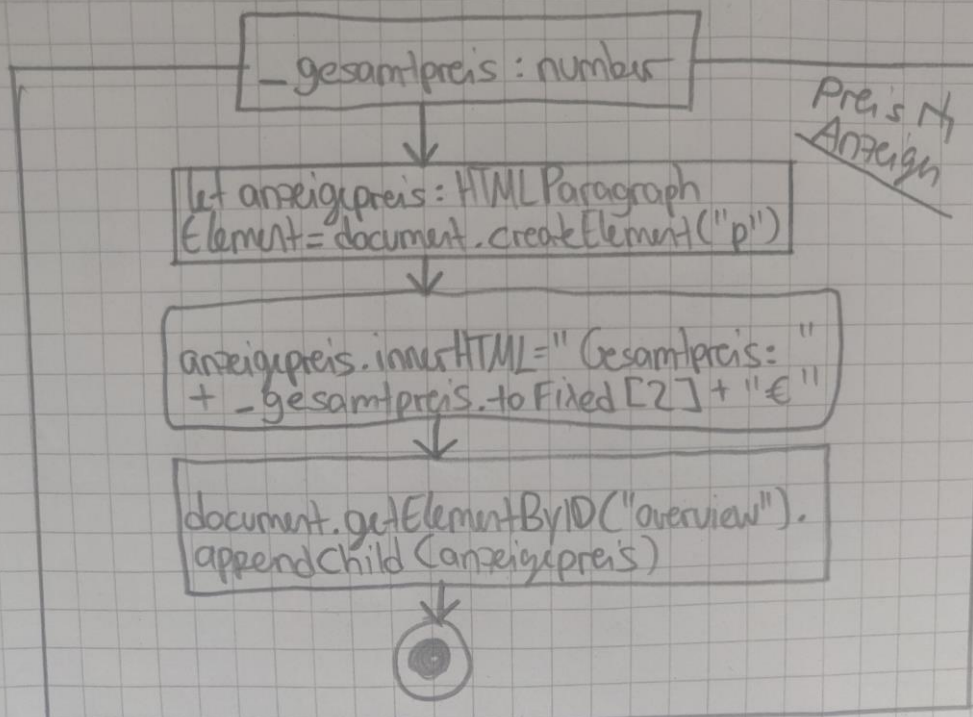 _gesamtpreis : number
Preis
Anzeign
let anzeigepreis: HTMLParagraph
Element = document.createElement("p")
anzeigepreis.innerHTML="Gesamtpreis: "
+ _gesamtpreis.toFixed[2] + "€"
document.getElementByID("overview").
appendChild(anzeigepreis)